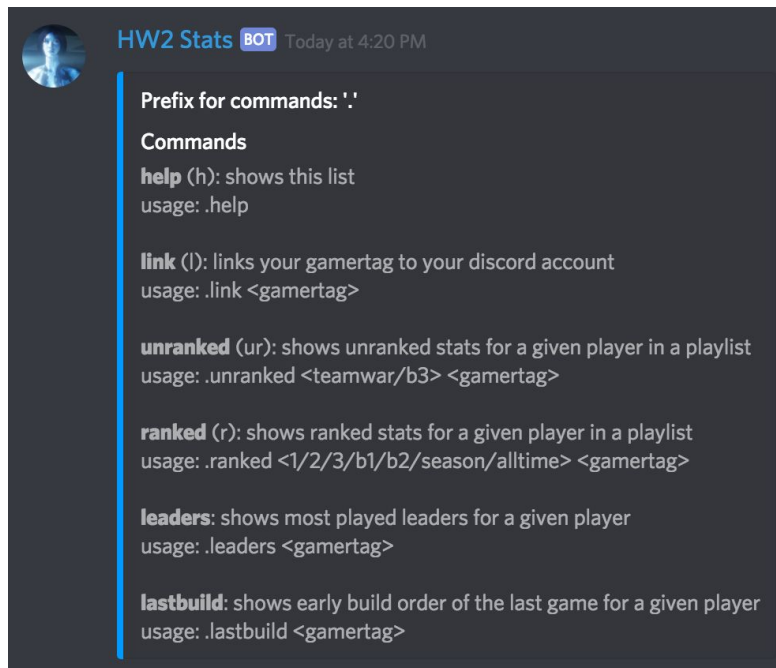 HW2 Stats BOT Today at 4:20 PM
Prefix for commands: '.'
Commands
help (h): shows this list
usage: .help
link (l): links your gamertag to your discord account
usage: .link <gamertag>
unranked (ur): shows unranked stats for a given player in a playlist
usage: .unranked <teamwar/b3> <gamertag>
ranked (r): shows ranked stats for a given player in a playlist
usage: .ranked <1/2/3/b1/b2/season/alltime> <gamertag>
leaders: shows most played leaders for a given player
usage: .leaders <gamertag>
lastbuild: shows early build order of the last game for a given player
usage: .lastbuild <gamertag>